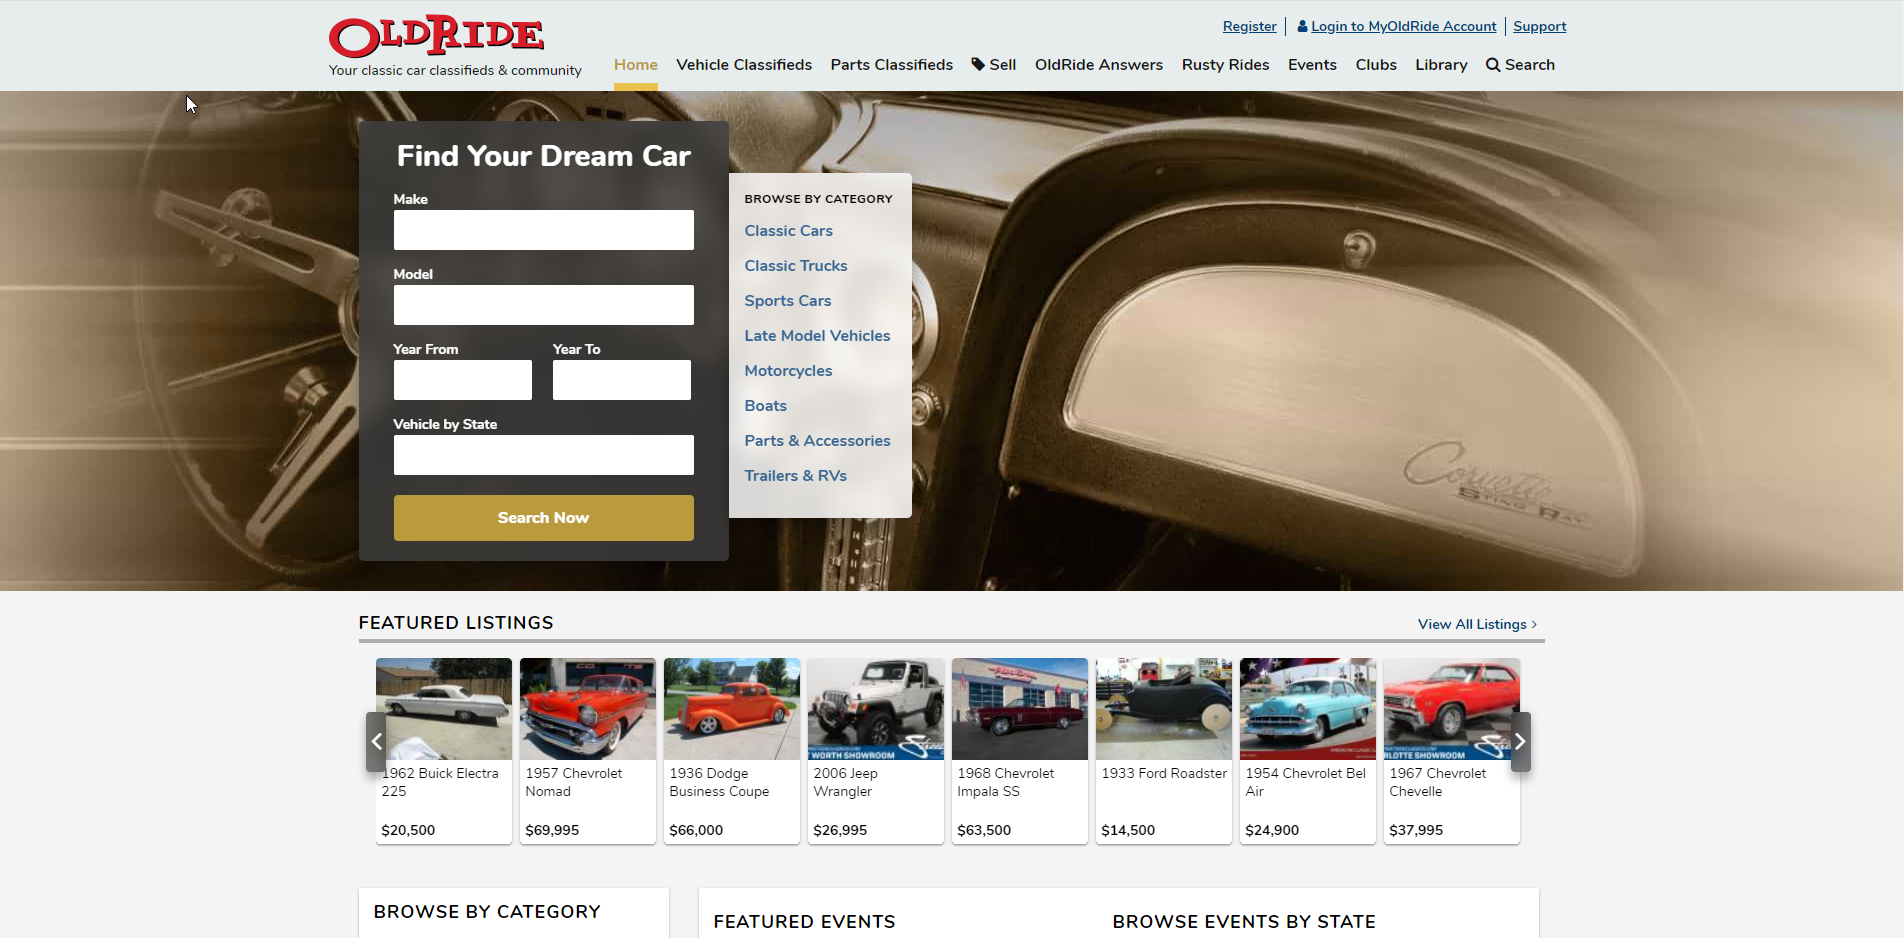 OLDRIDE
Your classic car classifieds & community
Register
Login to MyOldRide Account
Support
Home
Vehicle Classifieds
Parts Classifieds
Sell
OldRide Answers
Rusty Rides
Events
Clubs
Library
Search
Find Your Dream Car
Make
Model
Year From
Year To
Vehicle by State
Search Now
BROWSE BY CATEGORY
Classic Cars
Classic Trucks
Sports Cars
Late Model Vehicles
Motorcycles
Boats
Parts & Accessories
Trailers & RVs
Corvette
STING RAY
FEATURED LISTINGS
View All Listings >
1962 Buick Electra
225
$20,500
1957 Chevrolet
Nomad
$69,995
1936 Dodge
Business Coupe
$66,000
2006 Jeep
Wrangler
$26,995
1968 Chevrolet
Impala SS
$63,500
1933 Ford Roadster
$14,500
1954 Chevrolet Bel
Air
$24,900
1967 Chevrolet
Chevelle
$37,995
BROWSE BY CATEGORY
FEATURED EVENTS
BROWSE EVENTS BY STATE